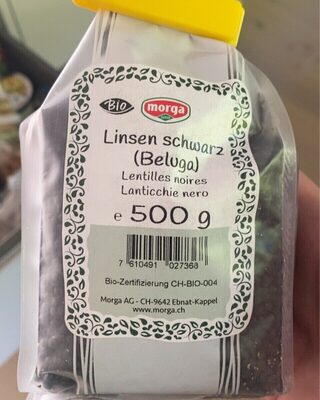 BIO
morga
Linsen schwarz
(Beluga)
Lentilles noires
Lanticchie nero
e 500 g
7 610491 027368
Bio-Zertifizierung CH-BIO-004
Morga AG - CH-9642 Ebnat-Kappel
www.morga.ch